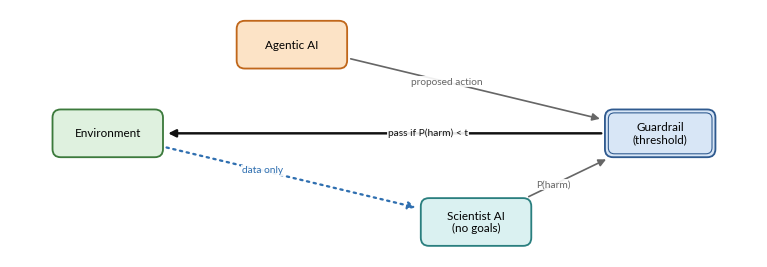 Agentic AI
proposed action
Environment
pass if P(harm) < t
Guardrail
(threshold)
data only
P(harm)
Scientist AI
(no goals)